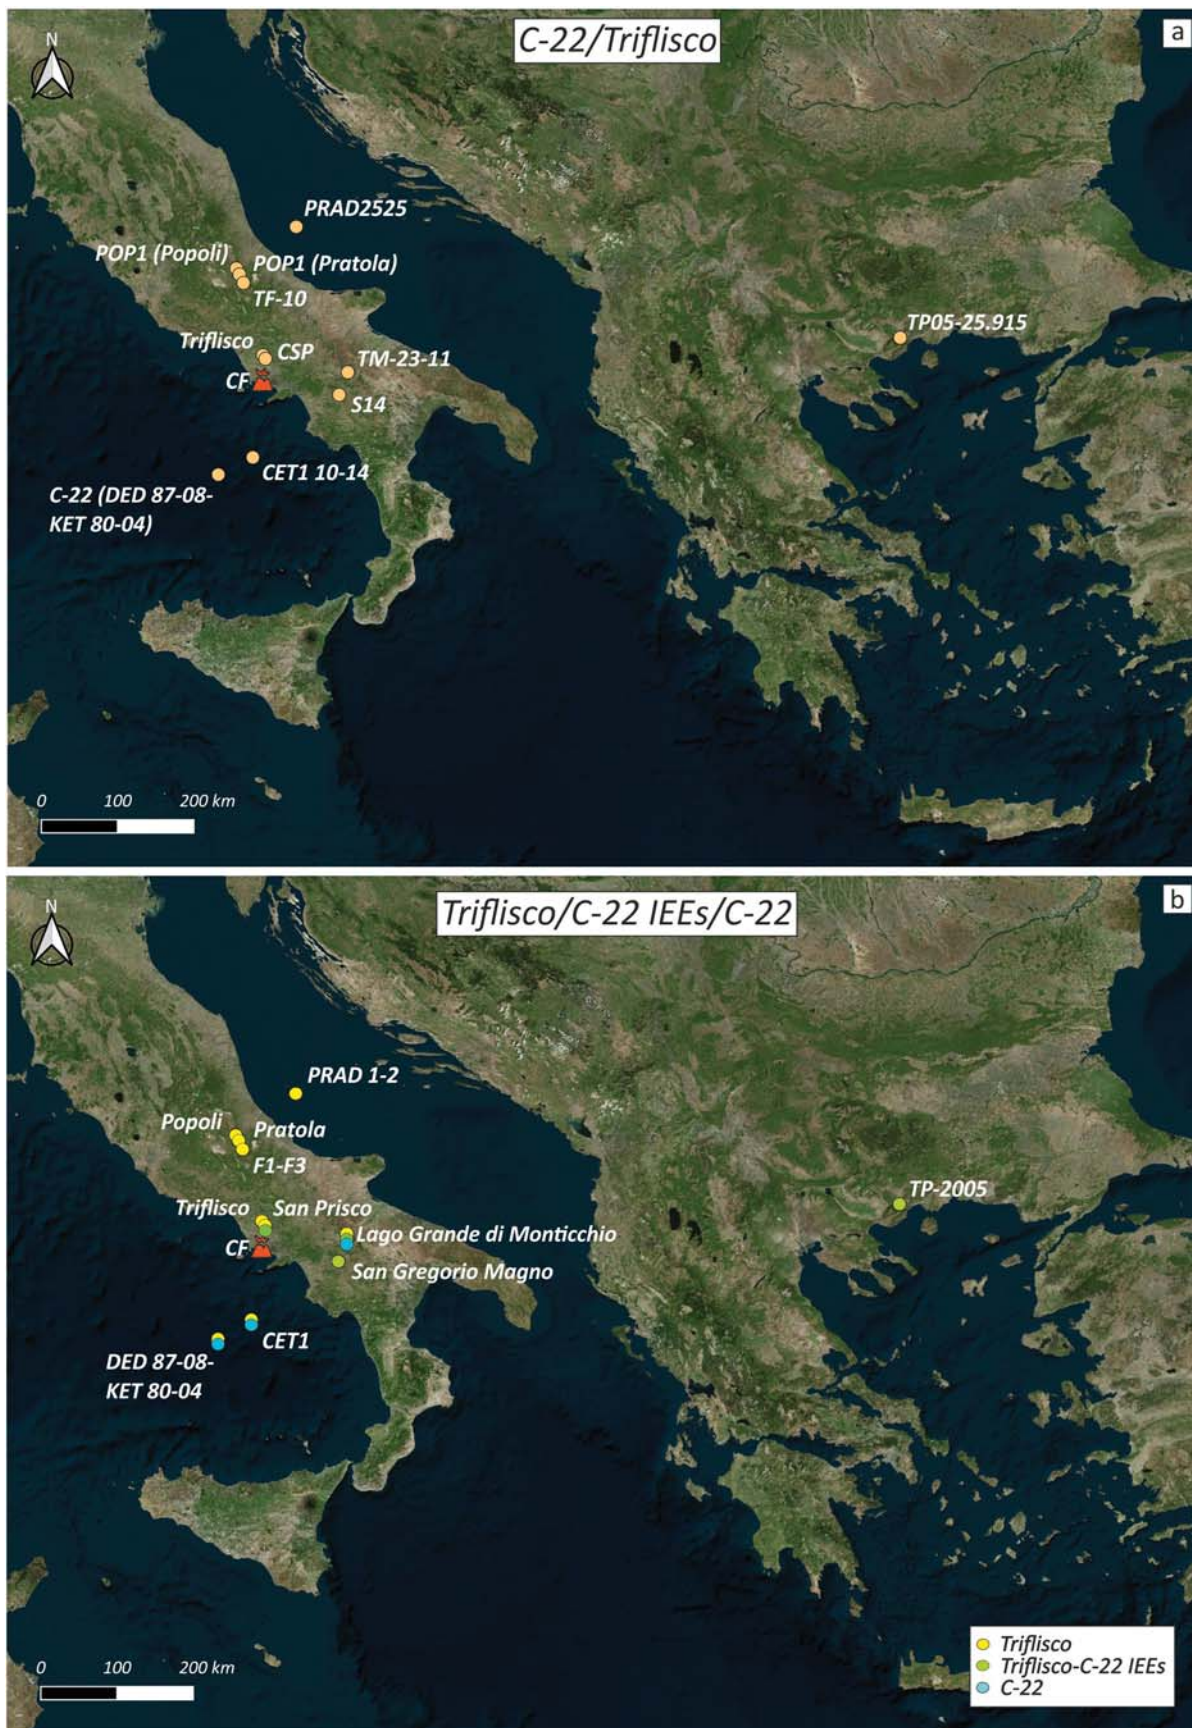 C-22/Triflisco
a
N
PRAD2525
POP1 (Popoli)
POP1 (Pratola)
TF-10
TP05-25.915
Triflisco
CSP
TM-23-11
CF
S14
CET1 10-14
C-22 (DED 87-08-
KET 80-04)
0 100 200 km
Triflisco/C-22 IEEs/C-22
b
N
PRAD 1-2
Popoli
Pratola
F1-F3
TP-2005
Triflisco
San Prisco
Lago Grande di Monticchio
CF
San Gregorio Magno
CET1
DED 87-08-
KET 80-04
0 100 200 km
Triflisco
Triflisco-C-22 IEEs
C-22